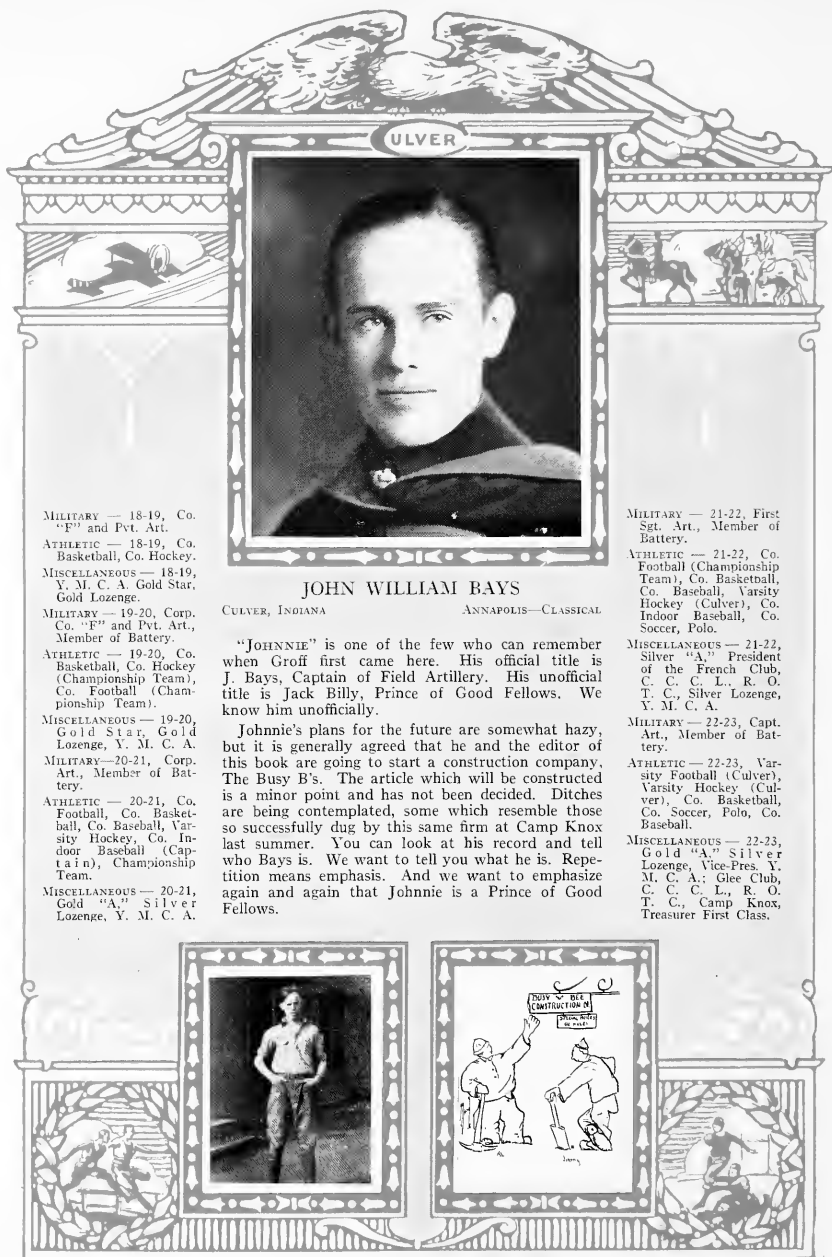 CULVER
MILITARY — 18-19, Co.
"F" and Pvt. Art.
ATHLETIC — 18-19, Co.
Basketball, Co. Hockey.
MISCELLANEOUS — 18-19,
Y. M. C. A. Gold Star,
Gold Lozenge.
MILITARY — 19-20, Corp.
Co. "F" and Pvt. Art.,
Member of Battery.
ATHLETIC — 19-20, Co.
Basketball, Co. Hockey
(Championship Team),
Co. Football (Cham-
pionship Team).
MISCELLANEOUS — 19-20,
Gold Star, Gold
Lozenge, Y. M. C. A.
MILITARY—20-21, Corp.
Art., Member of Bat-
tery.
ATHLETIC — 20-21, Co.
Football, Co. Basket-
ball, Co. Baseball, Var-
sity Hockey, Co. In-
door Baseball (Cap-
tain), Championship
Team.
MISCELLANEOUS — 20-21,
Gold "A," Silver
Lozenge, Y. M. C. A.
JOHN WILLIAM BAYS
CULVER, INDIANA ANNAPOLIS—CLASSICAL
"JOHNNIE" is one of the few who can remember
when Groff first came here. His official title is
J. Bays, Captain of Field Artillery. His unofficial
title is Jack Billy, Prince of Good Fellows. We
know him unofficially.
Johnnie's plans for the future are somewhat hazy,
but it is generally agreed that he and the editor of
this book are going to start a construction company,
The Busy B's. The article which will be constructed
is a minor point and has not been decided. Ditches
are being contemplated, some which resemble those
so successfully dug by this same firm at Camp Knox
last summer. You can look at his record and tell
who Bays is. We want to tell you what he is. Repe-
tition means emphasis. And we want to emphasize
again and again that Johnnie is a Prince of Good
Fellows.
MILITARY — 21-22, First
Sgt. Art., Member of
Battery.
ATHLETIC — 21-22, Co.
Football (Championship
Team), Co. Basketball,
Co. Baseball, Varsity
Hockey (Culver), Co.
Indoor Baseball, Co.
Soccer, Polo.
MISCELLANEOUS — 21-22,
Silver "A," President
of the French Club,
C. C. C. L., R. O.
T. C., Silver Lozenge,
Y. M. C. A.
MILITARY — 22-23, Capt.
Art., Member of Bat-
tery.
ATHLETIC — 22-23, Var-
sity Football (Culver),
Varsity Hockey (Cul-
ver), Co. Basketball,
Co. Soccer, Polo, Co.
Baseball.
MISCELLANEOUS — 22-23,
Gold "A," Silver
Lozenge, Vice-Pres. Y.
M. C. A.; Glee Club,
C. C. C. L., R. O.
T. C., Camp Knox,
Treasurer First Class.
BUSY BEE
CONSTRUCTION
SPECIAL